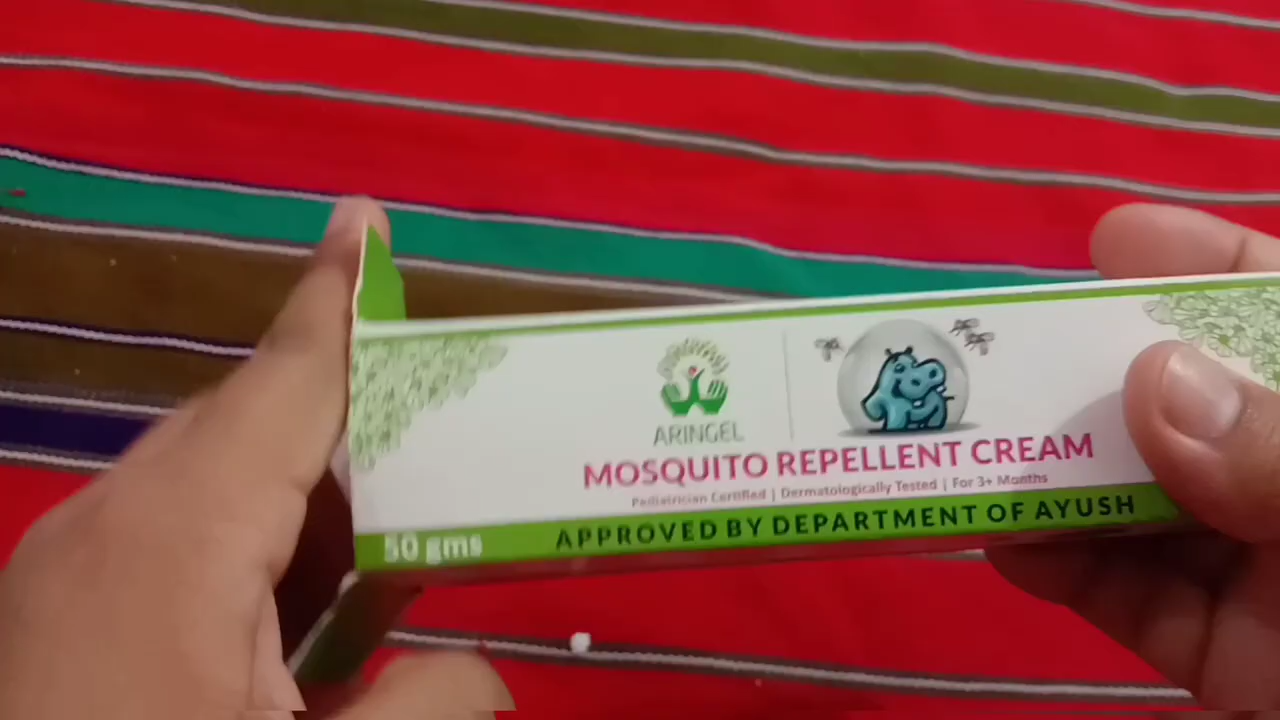 ARINGEL
MOSQUITO REPELLENT CREAM
Pediatrician Certified | Dermatologically Tested | For 3+ Months
50 gms
APPROVED BY DEPARTMENT OF AYUSH